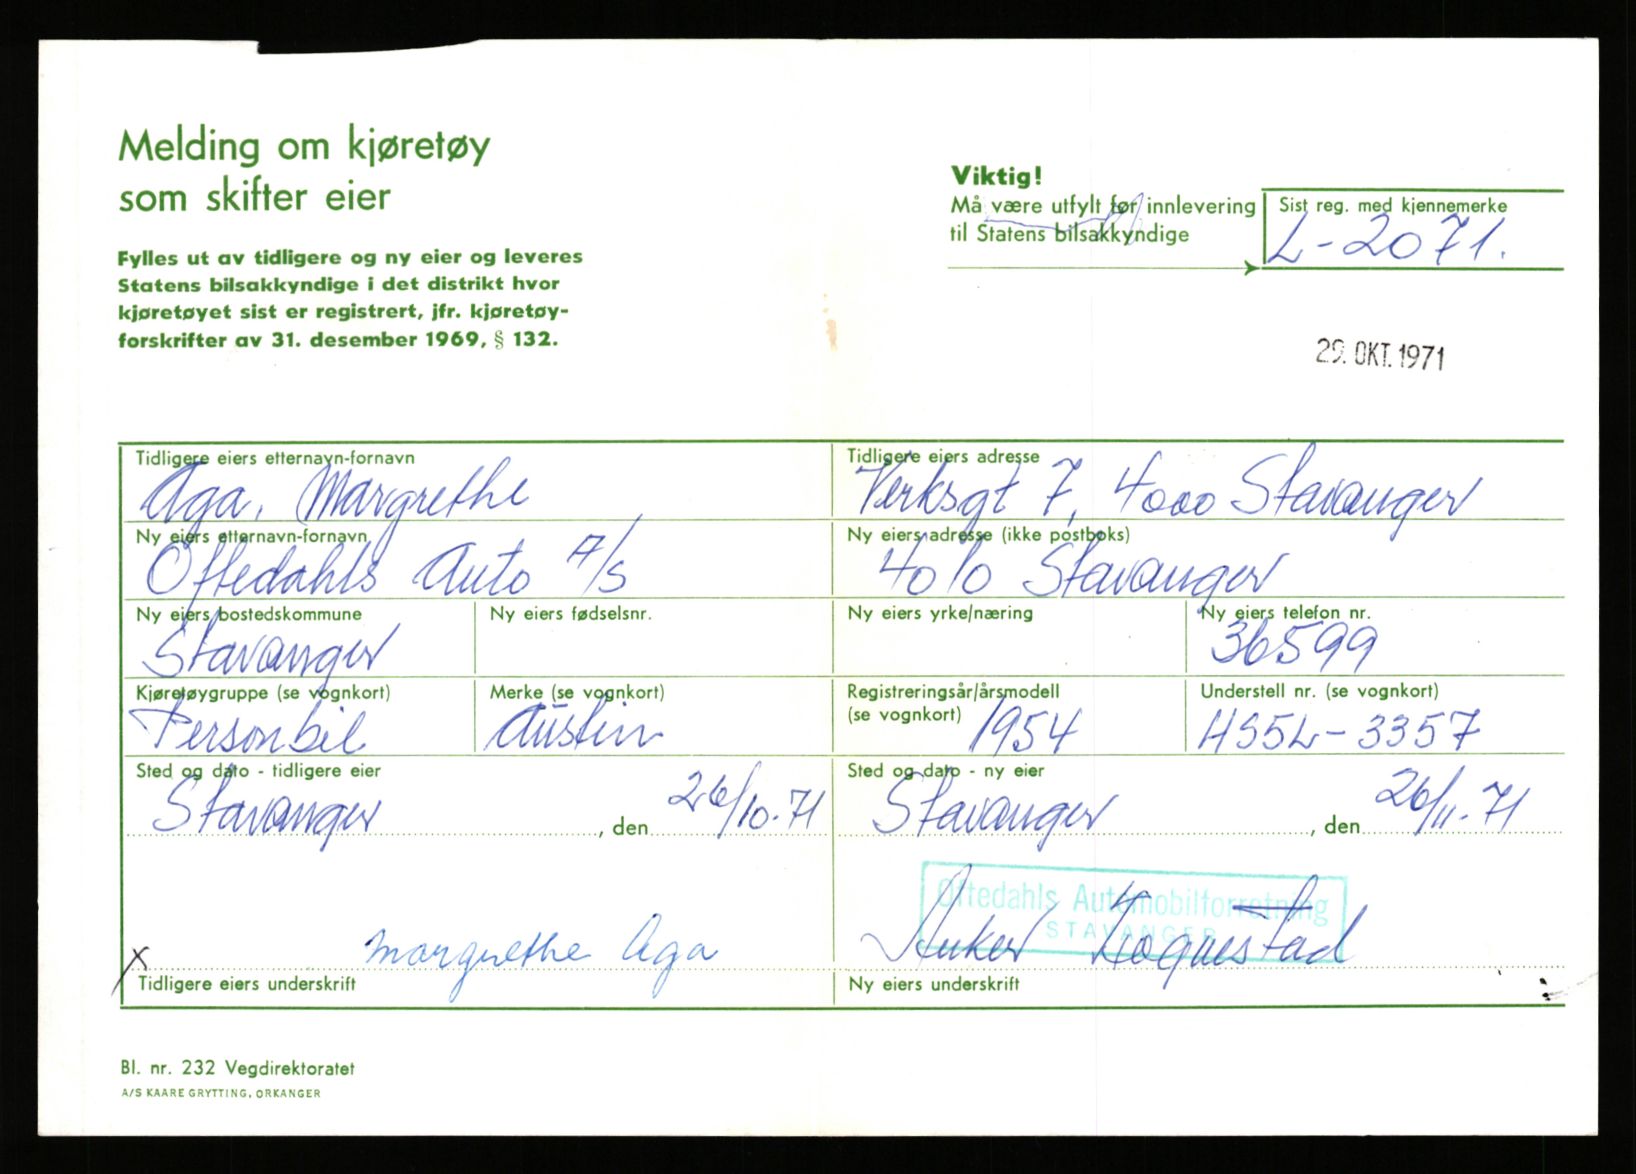 Melding om kjøretøy
som skifter eier
Fylles ut av tidligere og ny eier og leveres
Statens bilsakkyndige i det distrikt hvor
kjøretøyet sist er registrert, jfr. kjøretøy-
forskrifter av 31. desember 1969, § 132.
Viktig!
Må være utfylt før innlevering
til Statens bilsakkyndige
Sist reg. med kjennemerke
L-2071.
29. OKT. 1971
Tidligere eiers etternavn-fornavn
Aga, Margrethe
Tidligere eiers adresse
Verksgt 7, 4000 Stavanger
Ny eiers etternavn-fornavn
Oftedahls Auto A/S
Ny eiers adresse (ikke postboks)
4010 Stavanger
Ny eiers bostedskommune
Stavanger
Ny eiers fødselsnr.
Ny eiers yrke/næring
Ny eiers telefon nr.
36599
Kjøretøygruppe (se vognkort)
Personbil
Merke (se vognkort)
Austin
Registreringsår/årsmodell
(se vognkort)
1954
Understell nr. (se vognkort)
HS5L-3357
Sted og dato - tidligere eier
Stavanger, den 26/10-71
Sted og dato - ny eier
Stavanger, den 26/11-71
Oftedahls Automobilforretning
STAVANGER
x
Margrethe Aga
Tidligere eiers underskrift
Ny eiers underskrift
Bl. nr. 232 Vegdirektoratet
A/S KAARE GRYTTING, ORKANGER